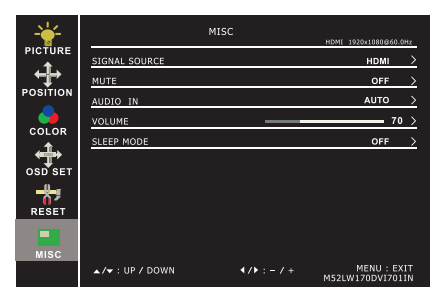 MISC
HDMI 1920x1080@60.0Hz
PICTURE
POSITION
COLOR
OSD SET
RESET
MISC
SIGNAL SOURCE HDMI >
MUTE OFF >
AUDIO IN AUTO >
VOLUME 70 >
SLEEP MODE OFF >
▲/▼ : UP / DOWN ◀/▶ : – / + MENU : EXIT
M52LW170DVI701IN